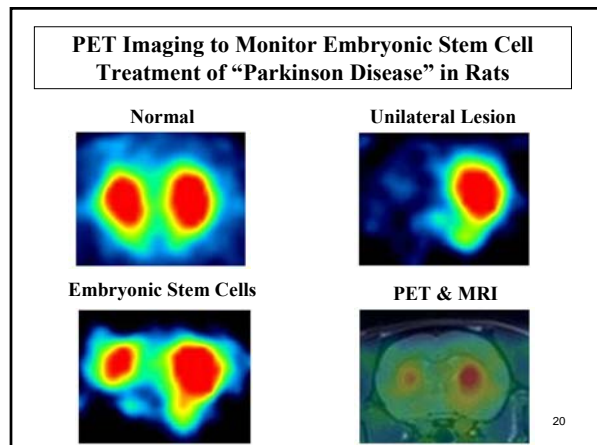 PET Imaging to Monitor Embryonic Stem Cell
Treatment of “Parkinson Disease” in Rats
Normal
Unilateral Lesion
Embryonic Stem Cells
PET & MRI
20